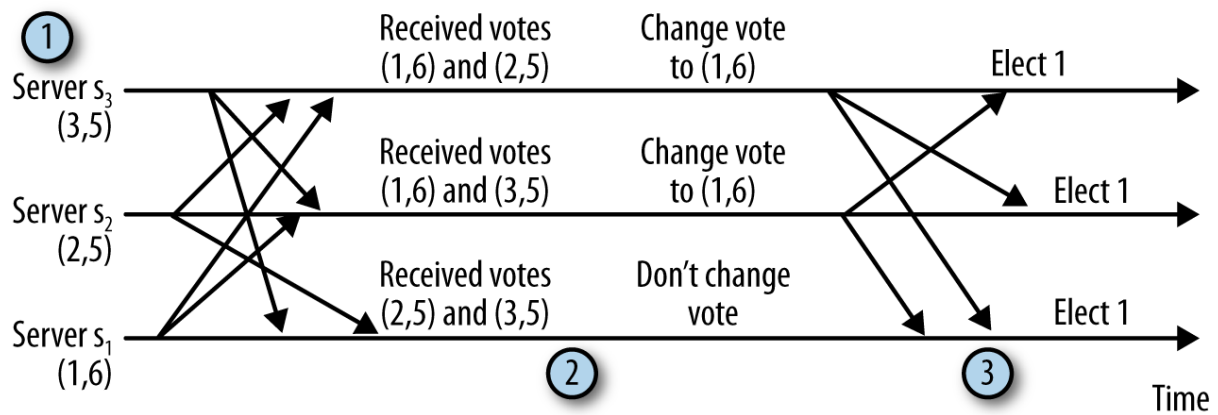 1
Server s₃
(3,5)
Received votes
(1,6) and (2,5)
Change vote
to (1,6)
Elect 1
Server s₂
(2,5)
Received votes
(1,6) and (3,5)
Change vote
to (1,6)
Elect 1
Server s₁
(1,6)
Received votes
(2,5) and (3,5)
Don’t change
vote
Elect 1
2
3
Time